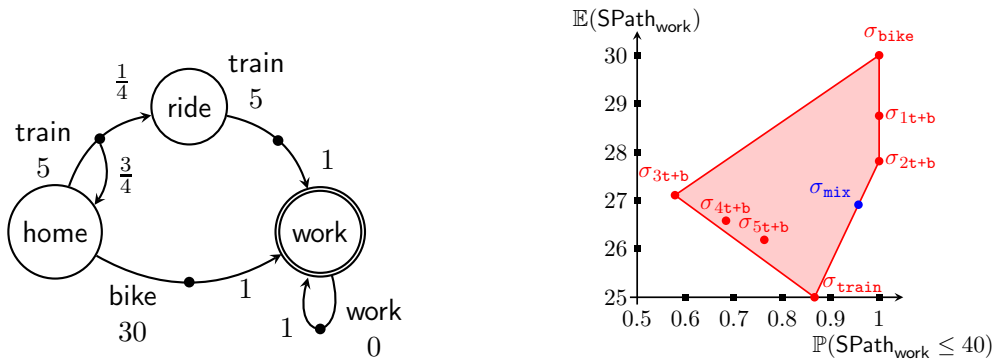 train
1/4
ride
train
5
train
5
3/4
1
home
work
bike
30
1
1
work
0
𝔼(SPath_work)
σ_bike
30
29
σ_1t+b
28
σ_2t+b
σ_3t+b
27
σ_mix
σ_4t+b
σ_5t+b
26
σ_train
25
0.5 0.6 0.7 0.8 0.9 1
ℙ(SPath_work ≤ 40)